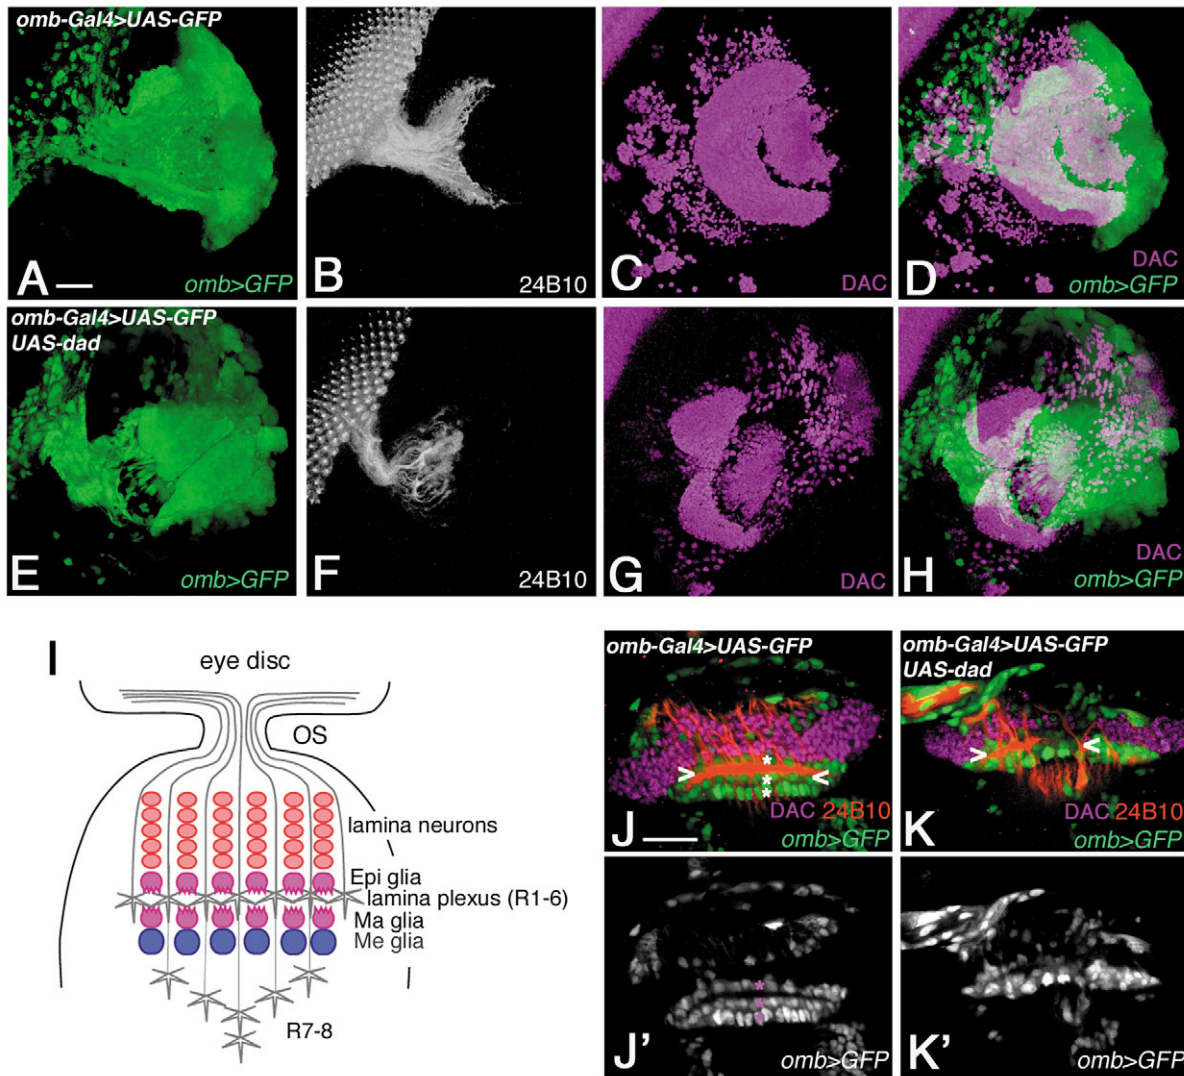 omb-Gal4>UAS-GFP
A
omb>GFP
B
24B10
C
DAC
D
DAC
omb>GFP
omb-Gal4>UAS-GFP
UAS-dad
E
omb>GFP
F
24B10
G
DAC
H
DAC
omb>GFP
I
eye disc
OS
lamina neurons
Epi glia
lamina plexus (R1-6)
Ma glia
Me glia
R7-8
omb-Gal4>UAS-GFP
*
*
*
> <
J
DAC 24B10
omb>GFP
omb-Gal4>UAS-GFP
UAS-dad
> <
K
DAC 24B10
omb>GFP
*
*
*
J'
omb>GFP
K'
omb>GFP